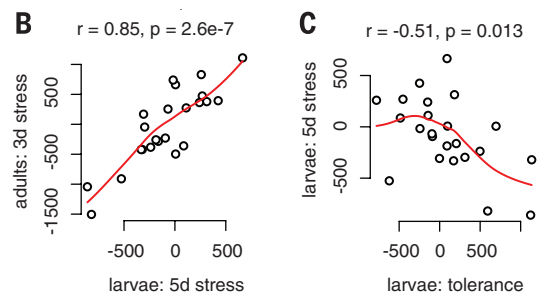 B
r = 0.85, p = 2.6e-7
adults: 3d stress
500
-500
-1500
-500 0 500
larvae: 5d stress
C
r = -0.51, p = 0.013
larvae: 5d stress
500
0
-500
-500 0 500
larvae: tolerance